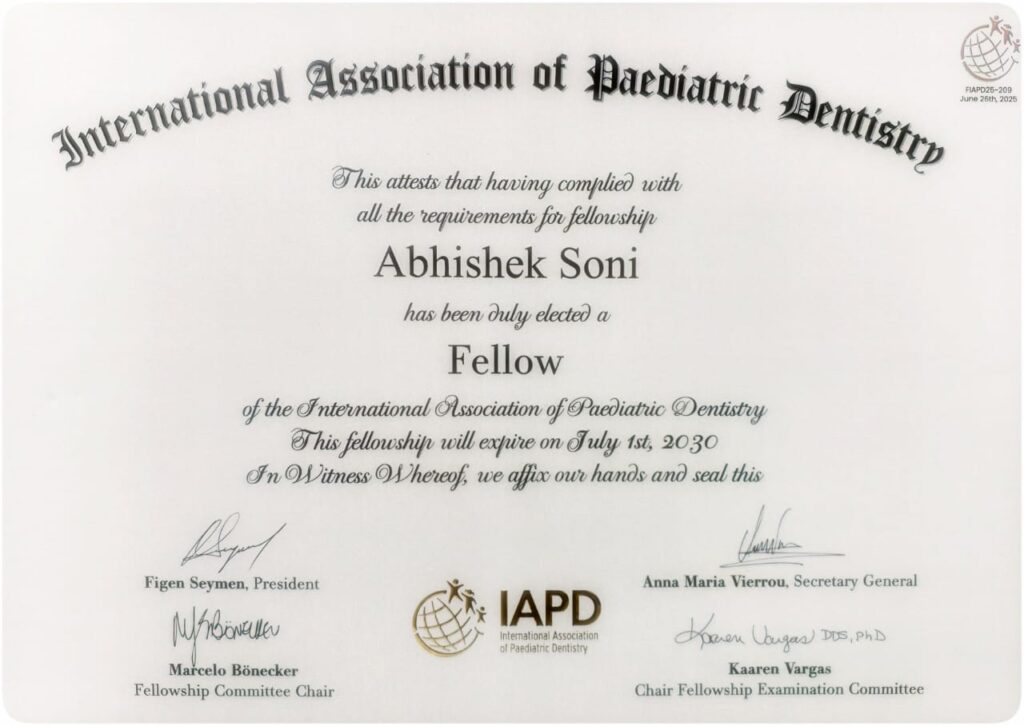 International Association of Paediatric Dentistry
FIAPD25-209
June 26th, 2025
This attests that having complied with
all the requirements for fellowship
Abhishek Soni
has been duly elected a
Fellow
of the International Association of Paediatric Dentistry
This fellowship will expire on July 1st, 2030
In Witness Whereof, we affix our hands and seal this
Figen Seymen, President
Anna Maria Vierrou, Secretary General
MJSBÖNECKER
Kaaren Vargas DDS, PhD
Marcelo Bönecker
Fellowship Committee Chair
IAPD
International Association
of Paediatric Dentistry
Kaaren Vargas
Chair Fellowship Examination Committee